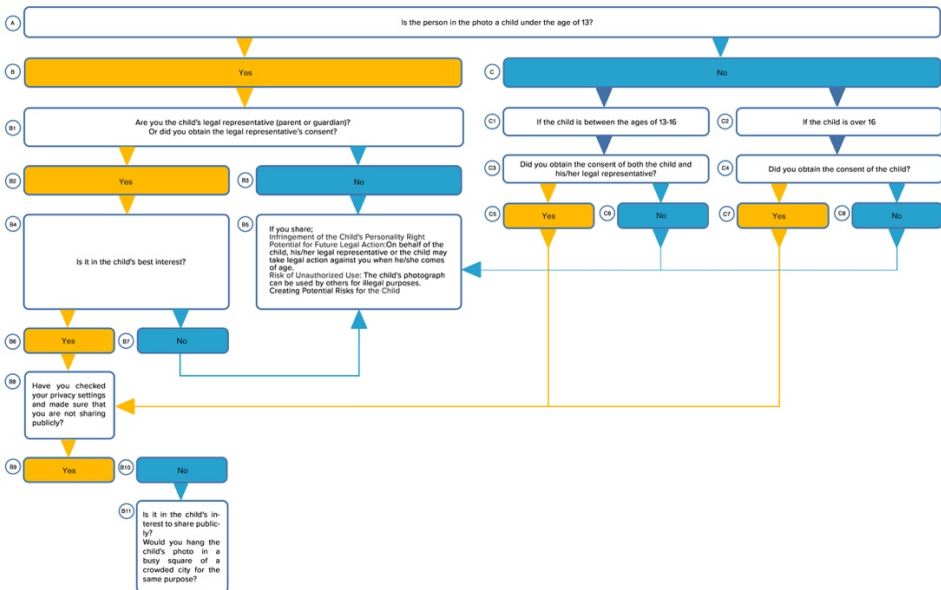 A
Is the person in the photo a child under the age of 13?
B
Yes
C
No
B1
Are you the child's legal representative (parent or guardian)?
Or did you obtain the legal representative's consent?
C1
If the child is between the ages of 13-16
C2
If the child is over 16
B2
Yes
B3
No
C3
Did you obtain the consent of both the child and
his/her legal representative?
C4
Did you obtain the consent of the child?
C5
Yes
C6
No
C7
Yes
C8
No
B4
Is it in the child's best interest?
B5
If you share;
Infringement of the Child's Personality Right
Potential for Future Legal Action:On behalf of the
child, his/her legal representative or the child may
take legal action against you when he/she comes
of age.
Risk of Unauthorized Use: The child's photograph
can be used by others for illegal purposes.
Creating Potential Risks for the Child
B6
Yes
B7
No
B8
Have you checked
your privacy settings
and made sure that
you are not sharing
publicly?
B9
Yes
B10
No
B11
Is it in the child's in-
terest to share public-
ly?
Would you hang the
child's photo in a
busy square of a
crowded city for the
same purpose?